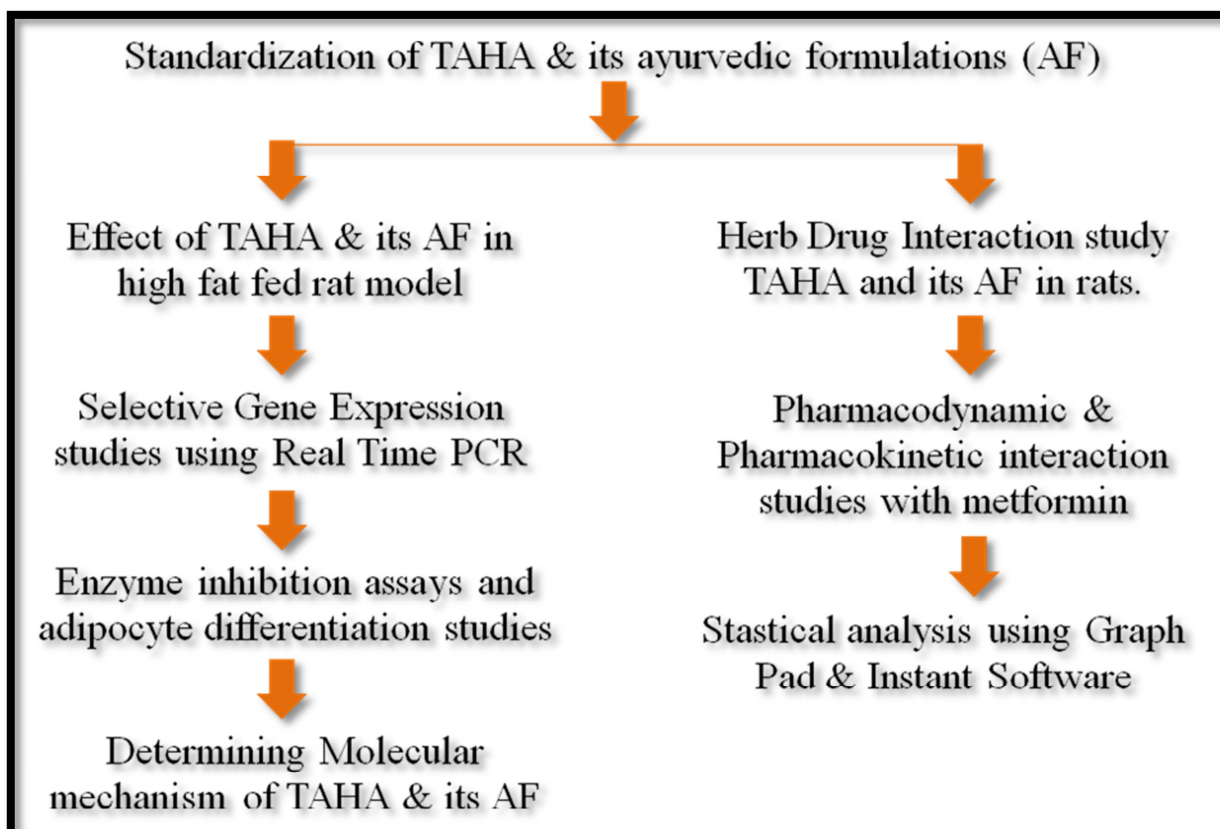 Standardization of TAHA & its ayurvedic formulations (AF)
Effect of TAHA & its AF in
high fat fed rat model
Selective Gene Expression
studies using Real Time PCR
Enzyme inhibition assays and
adipocyte differentiation studies
Determining Molecular
mechanism of TAHA & its AF
Herb Drug Interaction study
TAHA and its AF in rats.
Pharmacodynamic &
Pharmacokinetic interaction
studies with metformin
Stastical analysis using Graph
Pad & Instant Software